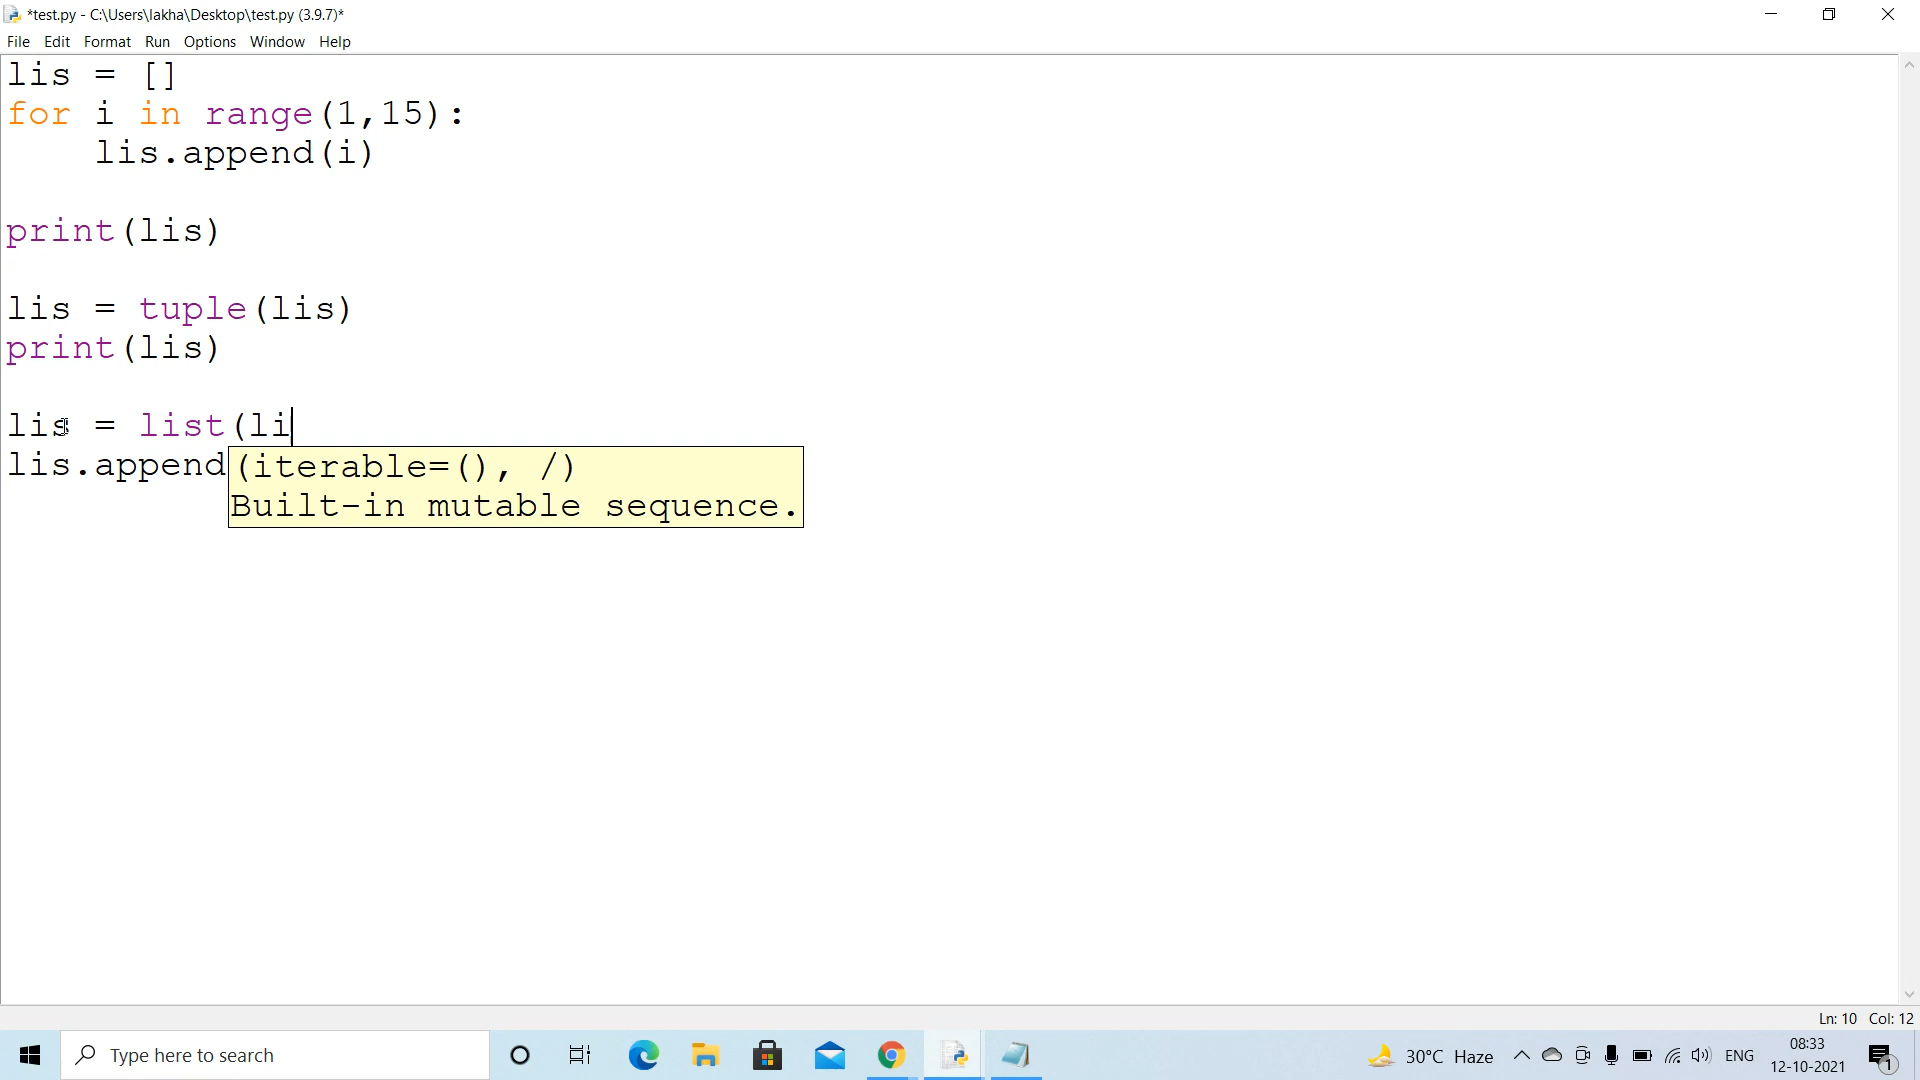 *test.py - C:\Users\lakha\Desktop\test.py (3.9.7)*
File Edit Format Run Options Window Help
lis = []
for i in range(1,15):
    lis.append(i)
print(lis)
lis = tuple(lis)
print(lis)
lis = list(li
lis.append
(iterable=(), /)
Built-in mutable sequence.
Ln: 10 Col: 12
Type here to search
30°C Haze
ENG
08:33
12-10-2021
1